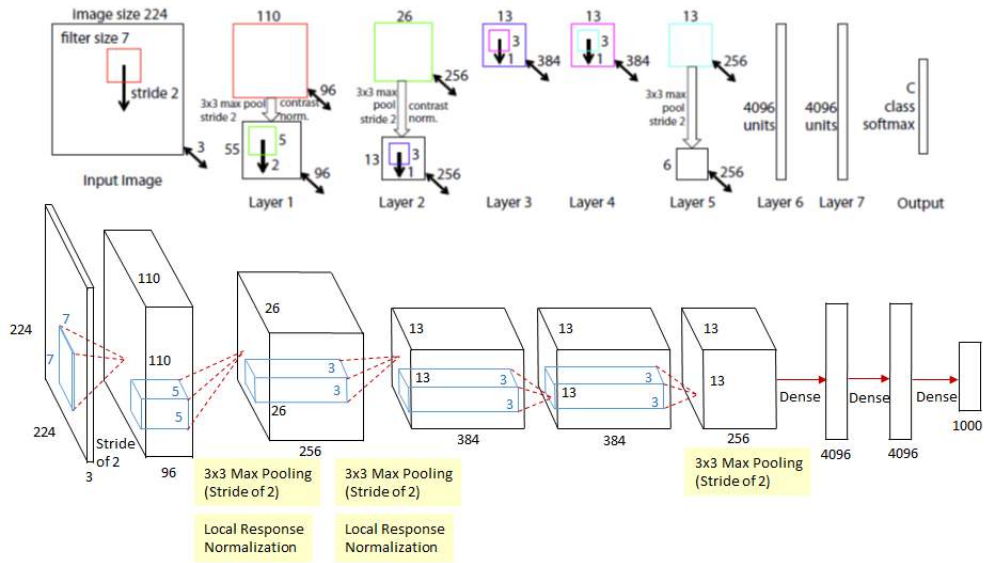 Image size 224
110
26
13
13
13
filter size 7
stride 2
3
Input Image
96
3x3 max pool
stride 2
contrast
norm.
55
5
2
96
Layer 1
256
3x3 max
pool
stride 2
contrast
norm.
13
3
1
256
Layer 2
3
1
384
Layer 3
3
1
384
Layer 4
256
3x3 max
pool
stride 2
6
256
Layer 5
4096
units
Layer 6
4096
units
Layer 7
C
class
softmax
Output
224
7
7
224
3
Stride
of 2
110
110
5
5
96
3x3 Max Pooling
(Stride of 2)
Local Response
Normalization
26
3
3
26
256
3x3 Max Pooling
(Stride of 2)
Local Response
Normalization
13
13
3
3
384
13
13
3
3
384
13
13
256
3x3 Max Pooling
(Stride of 2)
Dense
4096
Dense
4096
Dense
1000